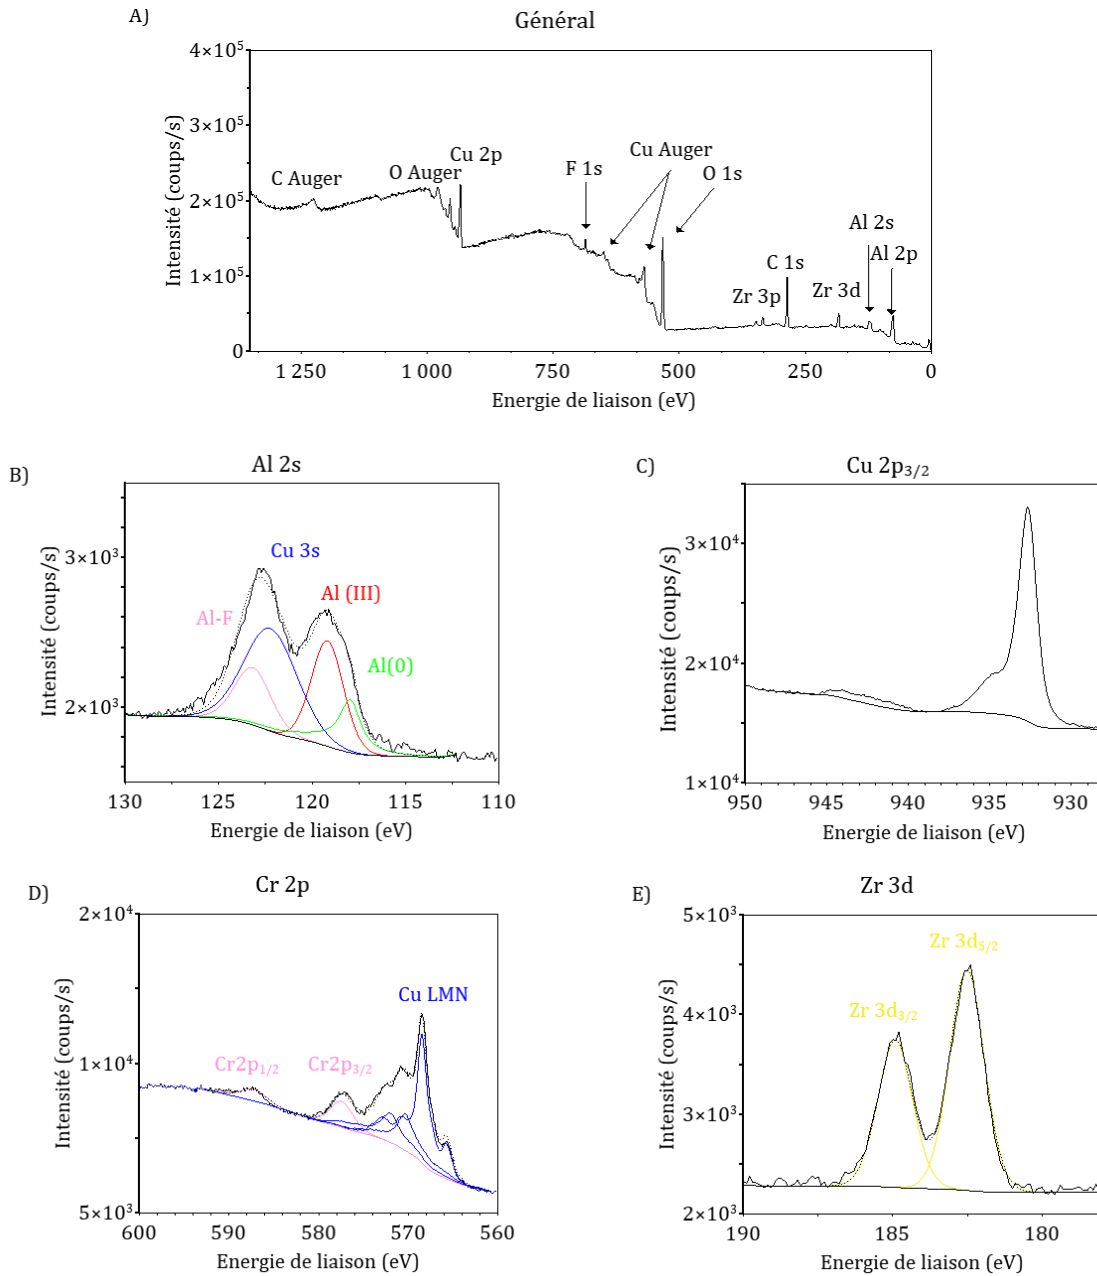 A)
Général
Intensité (coups/s)
4×10⁵
3×10⁵
2×10⁵
1×10⁵
0
C Auger
O Auger
Cu 2p
F 1s
Cu Auger
O 1s
Zr 3p
C 1s
Zr 3d
Al 2s
Al 2p
1 250
1 000
750
500
250
0
Energie de liaison (eV)
B)
Al 2s
Intensité (coups/s)
3×10³
2×10³
Cu 3s
Al-F
Al (III)
Al(0)
130
125
120
115
110
Energie de liaison (eV)
C)
Cu 2p₃/₂
Intensité (coups/s)
3×10⁴
2×10⁴
1×10⁴
950
945
940
935
930
Energie de liaison (eV)
D)
Cr 2p
Intensité (coups/s)
2×10⁴
1×10⁴
5×10³
Cr2p₁/₂
Cr2p₃/₂
Cu LMN
600
590
580
570
560
Energie de liaison (eV)
E)
Zr 3d
Intensité (coups/s)
5×10³
4×10³
3×10³
2×10³
Zr 3d₃/₂
Zr 3d₅/₂
190
185
180
Energie de liaison (eV)